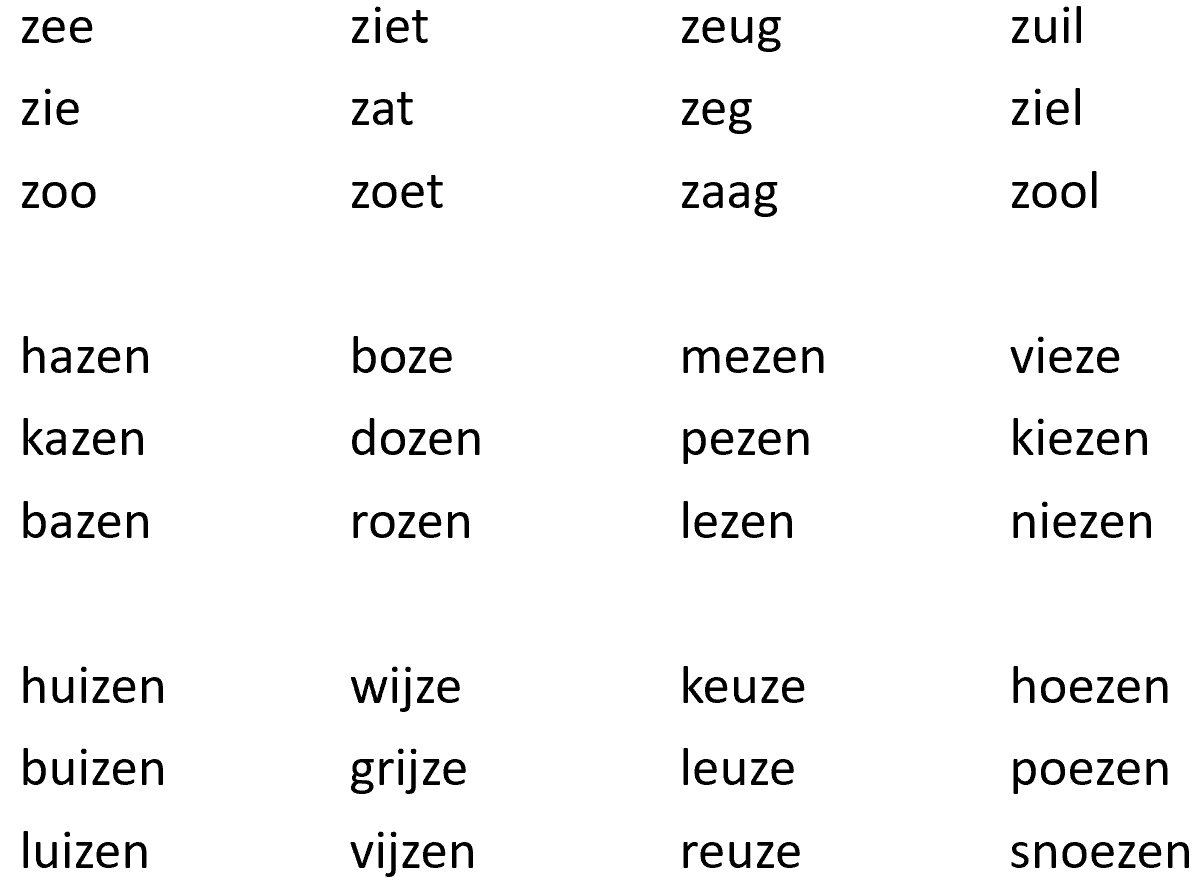 zee ziet zeug zuil
zie zat zeg ziel
zoo zoet zaag zool
hazen boze mezen vieze
kazen dozen pezen kiezen
bazen rozen lezen niezen
huizen wijze keuze hoezen
buizen grijze leuze poezen
luizen vijzen reuze snoezen